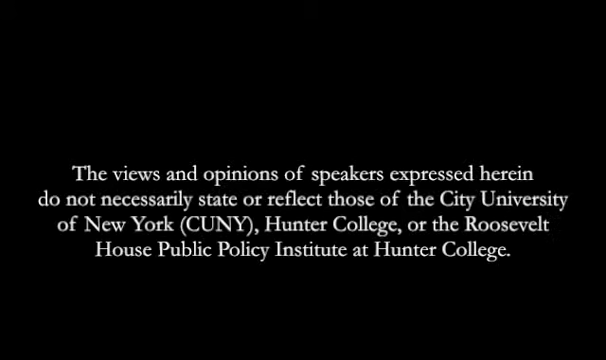 The views and opinions of speakers expressed herein
do not necessarily state or reflect those of the City University
of New York (CUNY), Hunter College, or the Roosevelt
House Public Policy Institute at Hunter College.